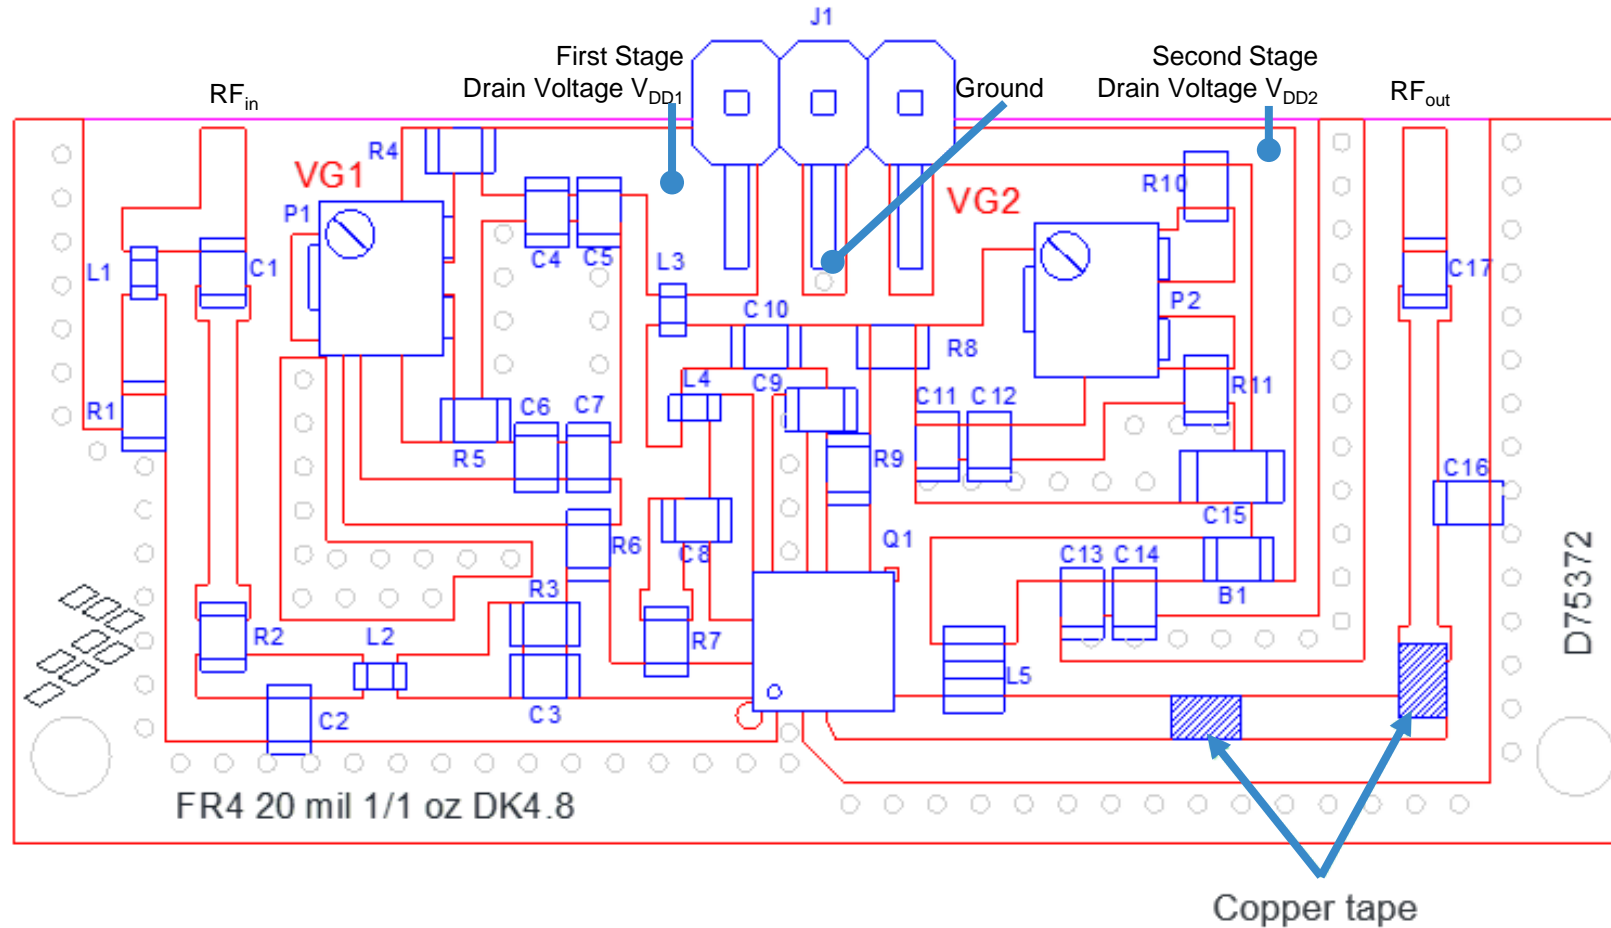 J1
First Stage
Drain Voltage VDD1
Ground
Second Stage
Drain Voltage VDD2
RFin
RFout
R4
VG1
P1
C4 C5
L1
C1
L3
C10
R8
VG2
R10
P2
C17
R11
R1
L4
C9
C11 C12
C6 C7
R5
R9
C16
C15
Q1
R6
C8
C13 C14
B1
R3
R2
L2
R7
L5
C2
C3
D75372
FR4 20 mil 1/1 oz DK4.8
Copper tape